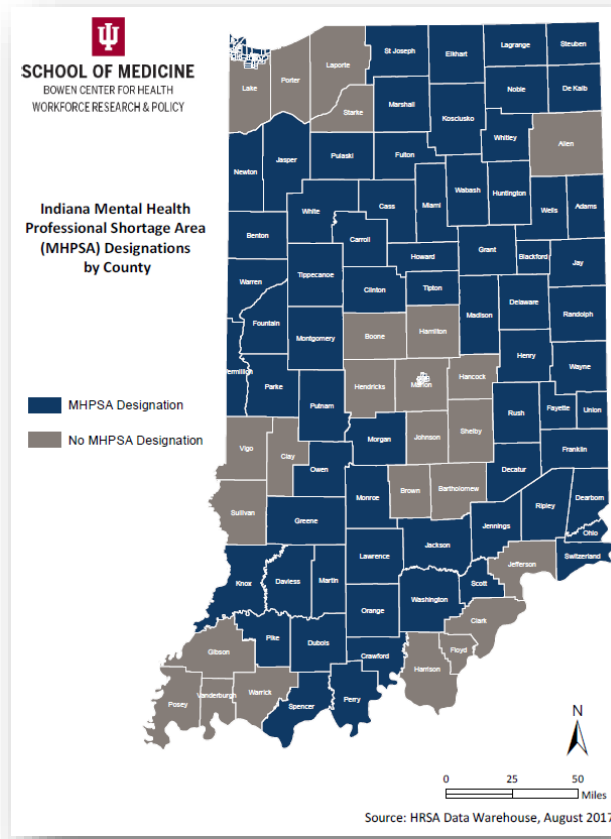 SCHOOL OF MEDICINE
BOWEN CENTER FOR HEALTH
WORKFORCE RESEARCH & POLICY
Indiana Mental Health
Professional Shortage Area
(MHPSA) Designations
by County
MHPSA Designation
No MHPSA Designation
Lake
Porter
Laporte
St Joseph
Elkhart
Lagrange
Steuben
Starke
Marshall
Kosciusko
Noble
De Kalb
Whitley
Allen
Newton
Jasper
Pulaski
Fulton
Wabash
Huntington
Wells
Adams
Benton
White
Cass
Miami
Carroll
Howard
Grant
Blackford
Jay
Warren
Tippecanoe
Clinton
Tipton
Madison
Delaware
Randolph
Fountain
Montgomery
Boone
Hamilton
Henry
Wayne
Vermillion
Parke
Putnam
Hendricks
Marion
Hancock
Rush
Fayette
Union
Vigo
Clay
Owen
Morgan
Johnson
Shelby
Franklin
Decatur
Sullivan
Greene
Monroe
Brown
Bartholomew
Jennings
Ripley
Dearborn
Ohio
Knox
Daviess
Martin
Lawrence
Jackson
Jefferson
Switzerland
Orange
Washington
Scott
Clark
Gibson
Pike
Dubois
Crawford
Harrison
Floyd
Posey
Vanderburgh
Warrick
Spencer
Perry
N
0 25 50
Miles
Source: HRSA Data Warehouse, August 2017